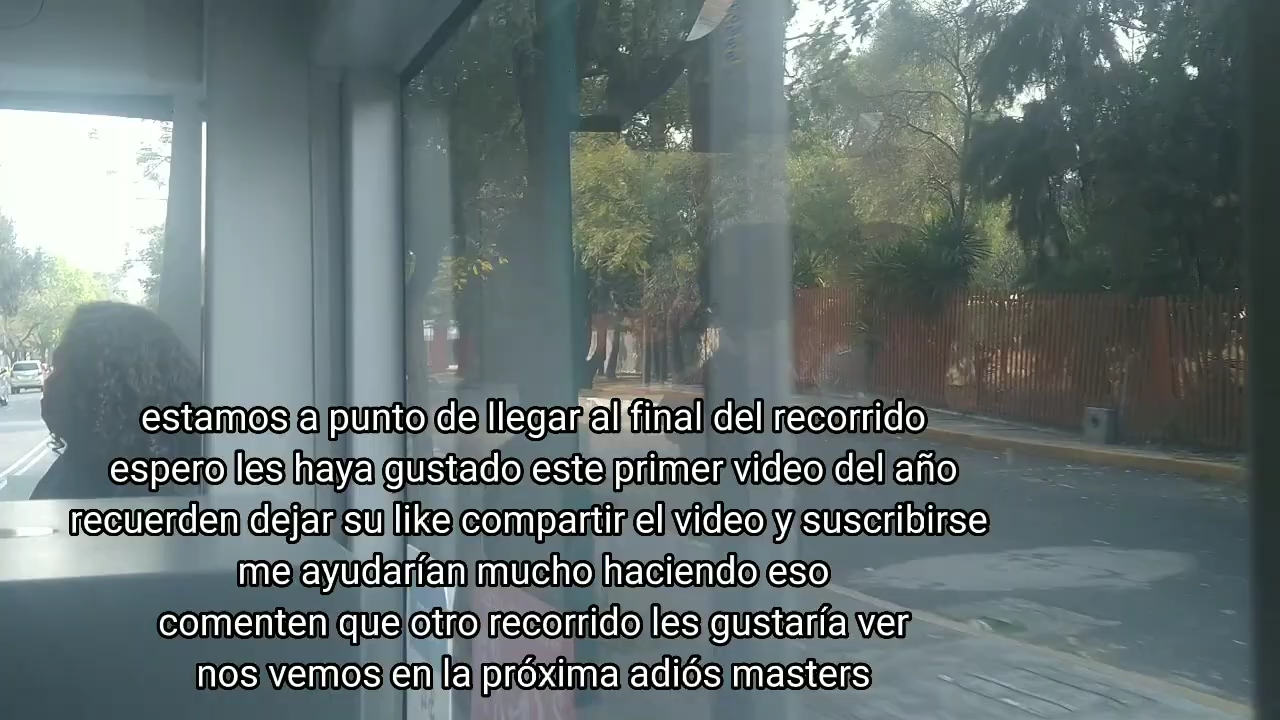 estamos a punto de llegar al final del recorrido
espero les haya gustado este primer video del año
recuerden dejar su like compartir el video y suscribirse
me ayudarían mucho haciendo eso
comenten que otro recorrido les gustaría ver
nos vemos en la próxima adiós masters